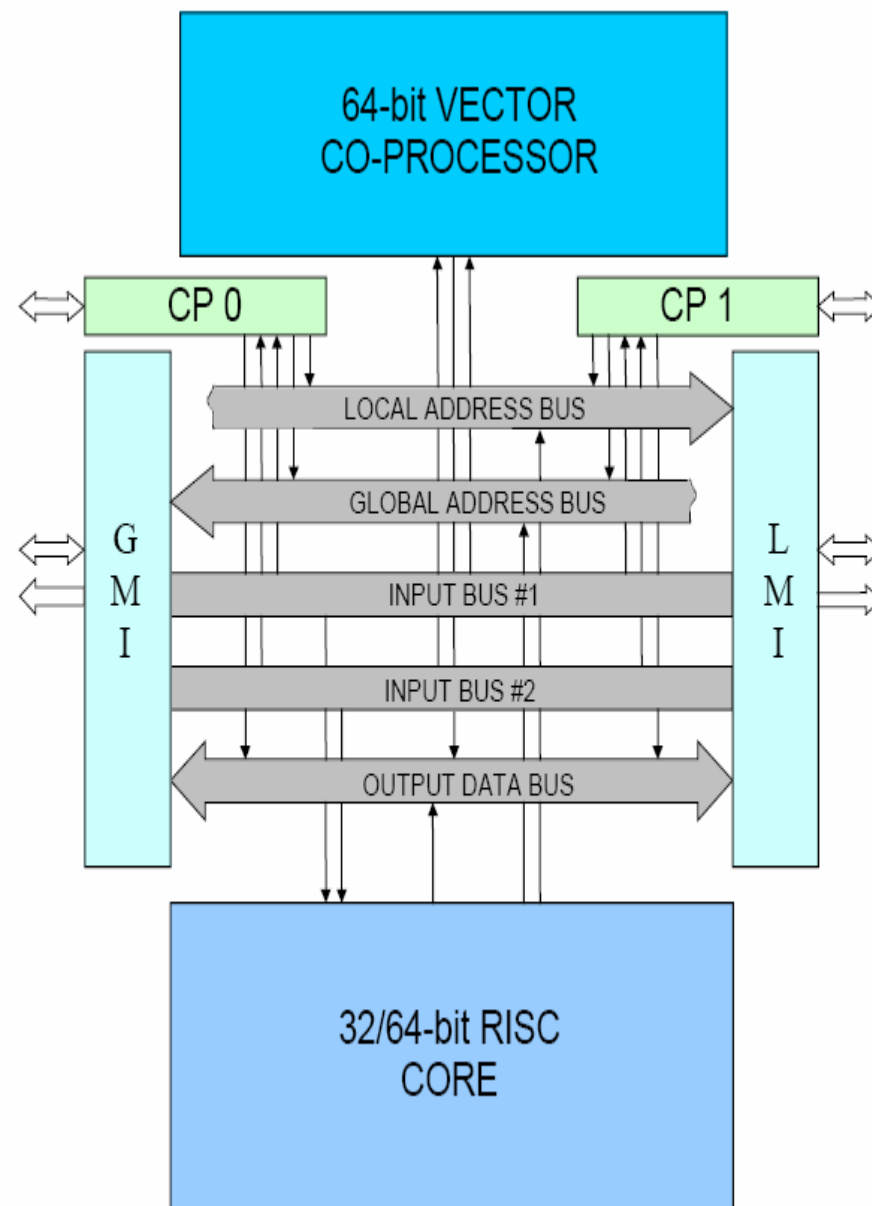 64-bit VECTOR
CO-PROCESSOR
CP 0
CP 1
LOCAL ADDRESS BUS
GLOBAL ADDRESS BUS
G
M
I
L
M
I
INPUT BUS #1
INPUT BUS #2
OUTPUT DATA BUS
32/64-bit RISC
CORE